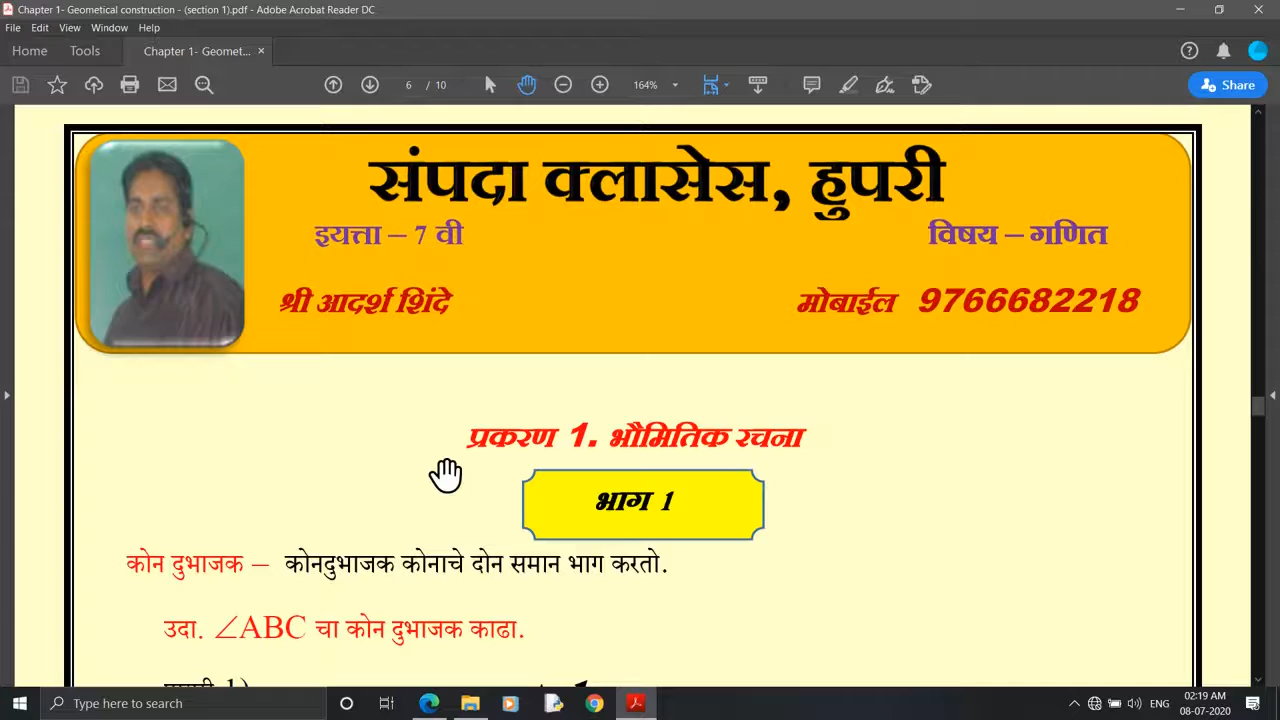 Chapter 1- Geometical construction - (section 1).pdf - Adobe Acrobat Reader DC
File Edit View Window Help
Home Tools Chapter 1- Geomet... ×
6 / 10 164% Share
संपदा क्लासेस, हुपरी
इयत्ता – 7 वी विषय – गणित
श्री आदर्श शिंदे मोबाईल 9766682218
प्रकरण 1. भौमितिक रचना
भाग 1
कोन दुभाजक – कोनदुभाजक कोनाचे दोन समान भाग करतो.
उदा. ∠ABC चा कोन दुभाजक काढा.
Type here to search ENG 02:19 AM
08-07-2020